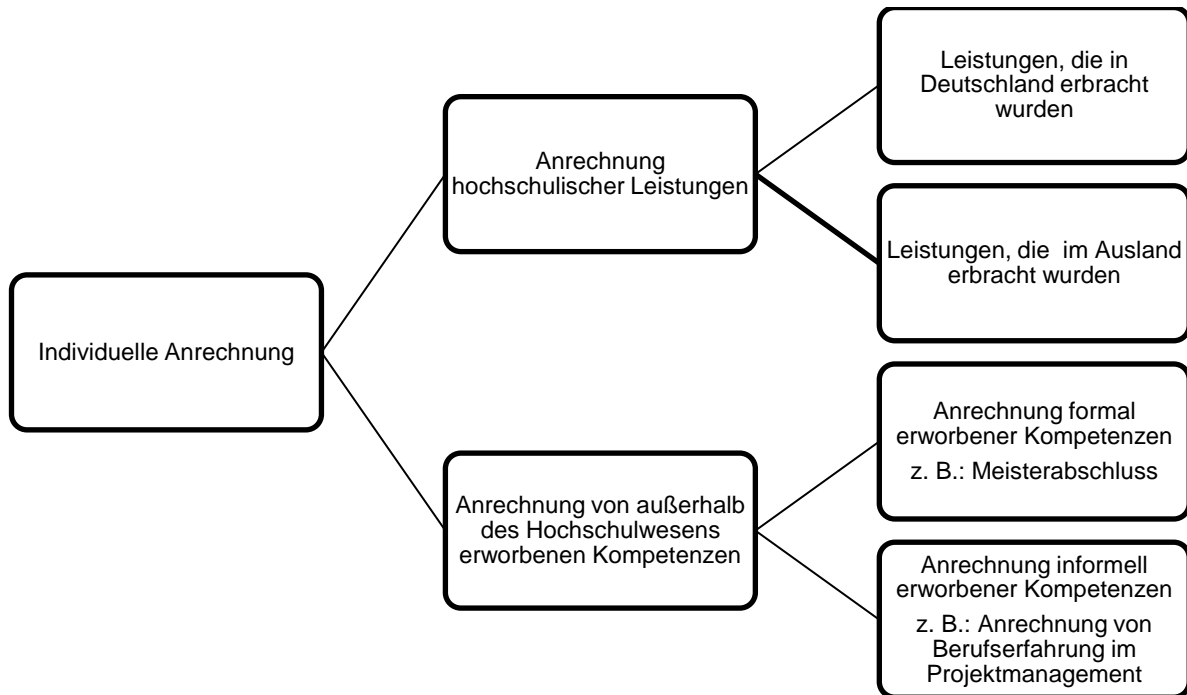 Individuelle Anrechnung
Anrechnung
hochschulischer Leistungen
Leistungen, die in
Deutschland erbracht
wurden
Leistungen, die  im Ausland
erbracht wurden
Anrechnung von außerhalb
des Hochschulwesens
erworbenen Kompetenzen
Anrechnung formal
erworbener Kompetenzen
z. B.: Meisterabschluss
Anrechnung informell
erworbener Kompetenzen
z. B.: Anrechnung von
Berufserfahrung im
Projektmanagement